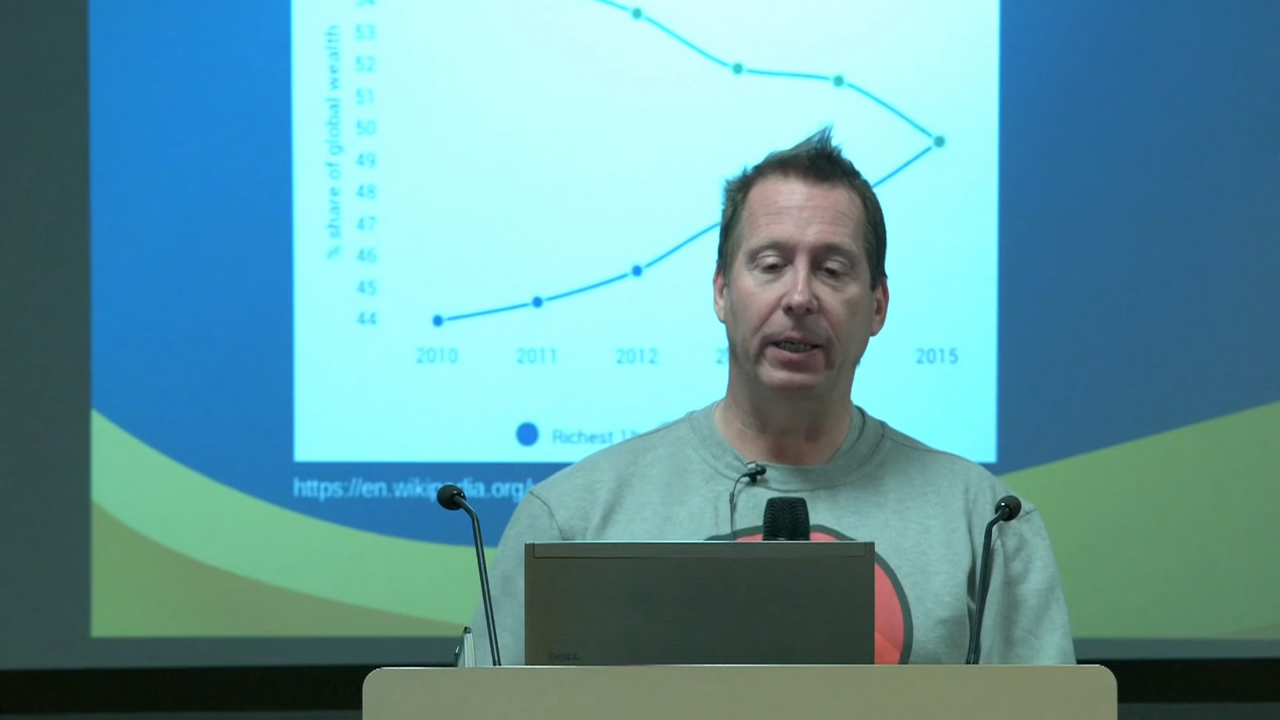 % share of global wealth
53
52
51
50
49
48
47
46
45
44
2010 2011 2012 2015
Richest
https://en.wikipedia.org/
DELL